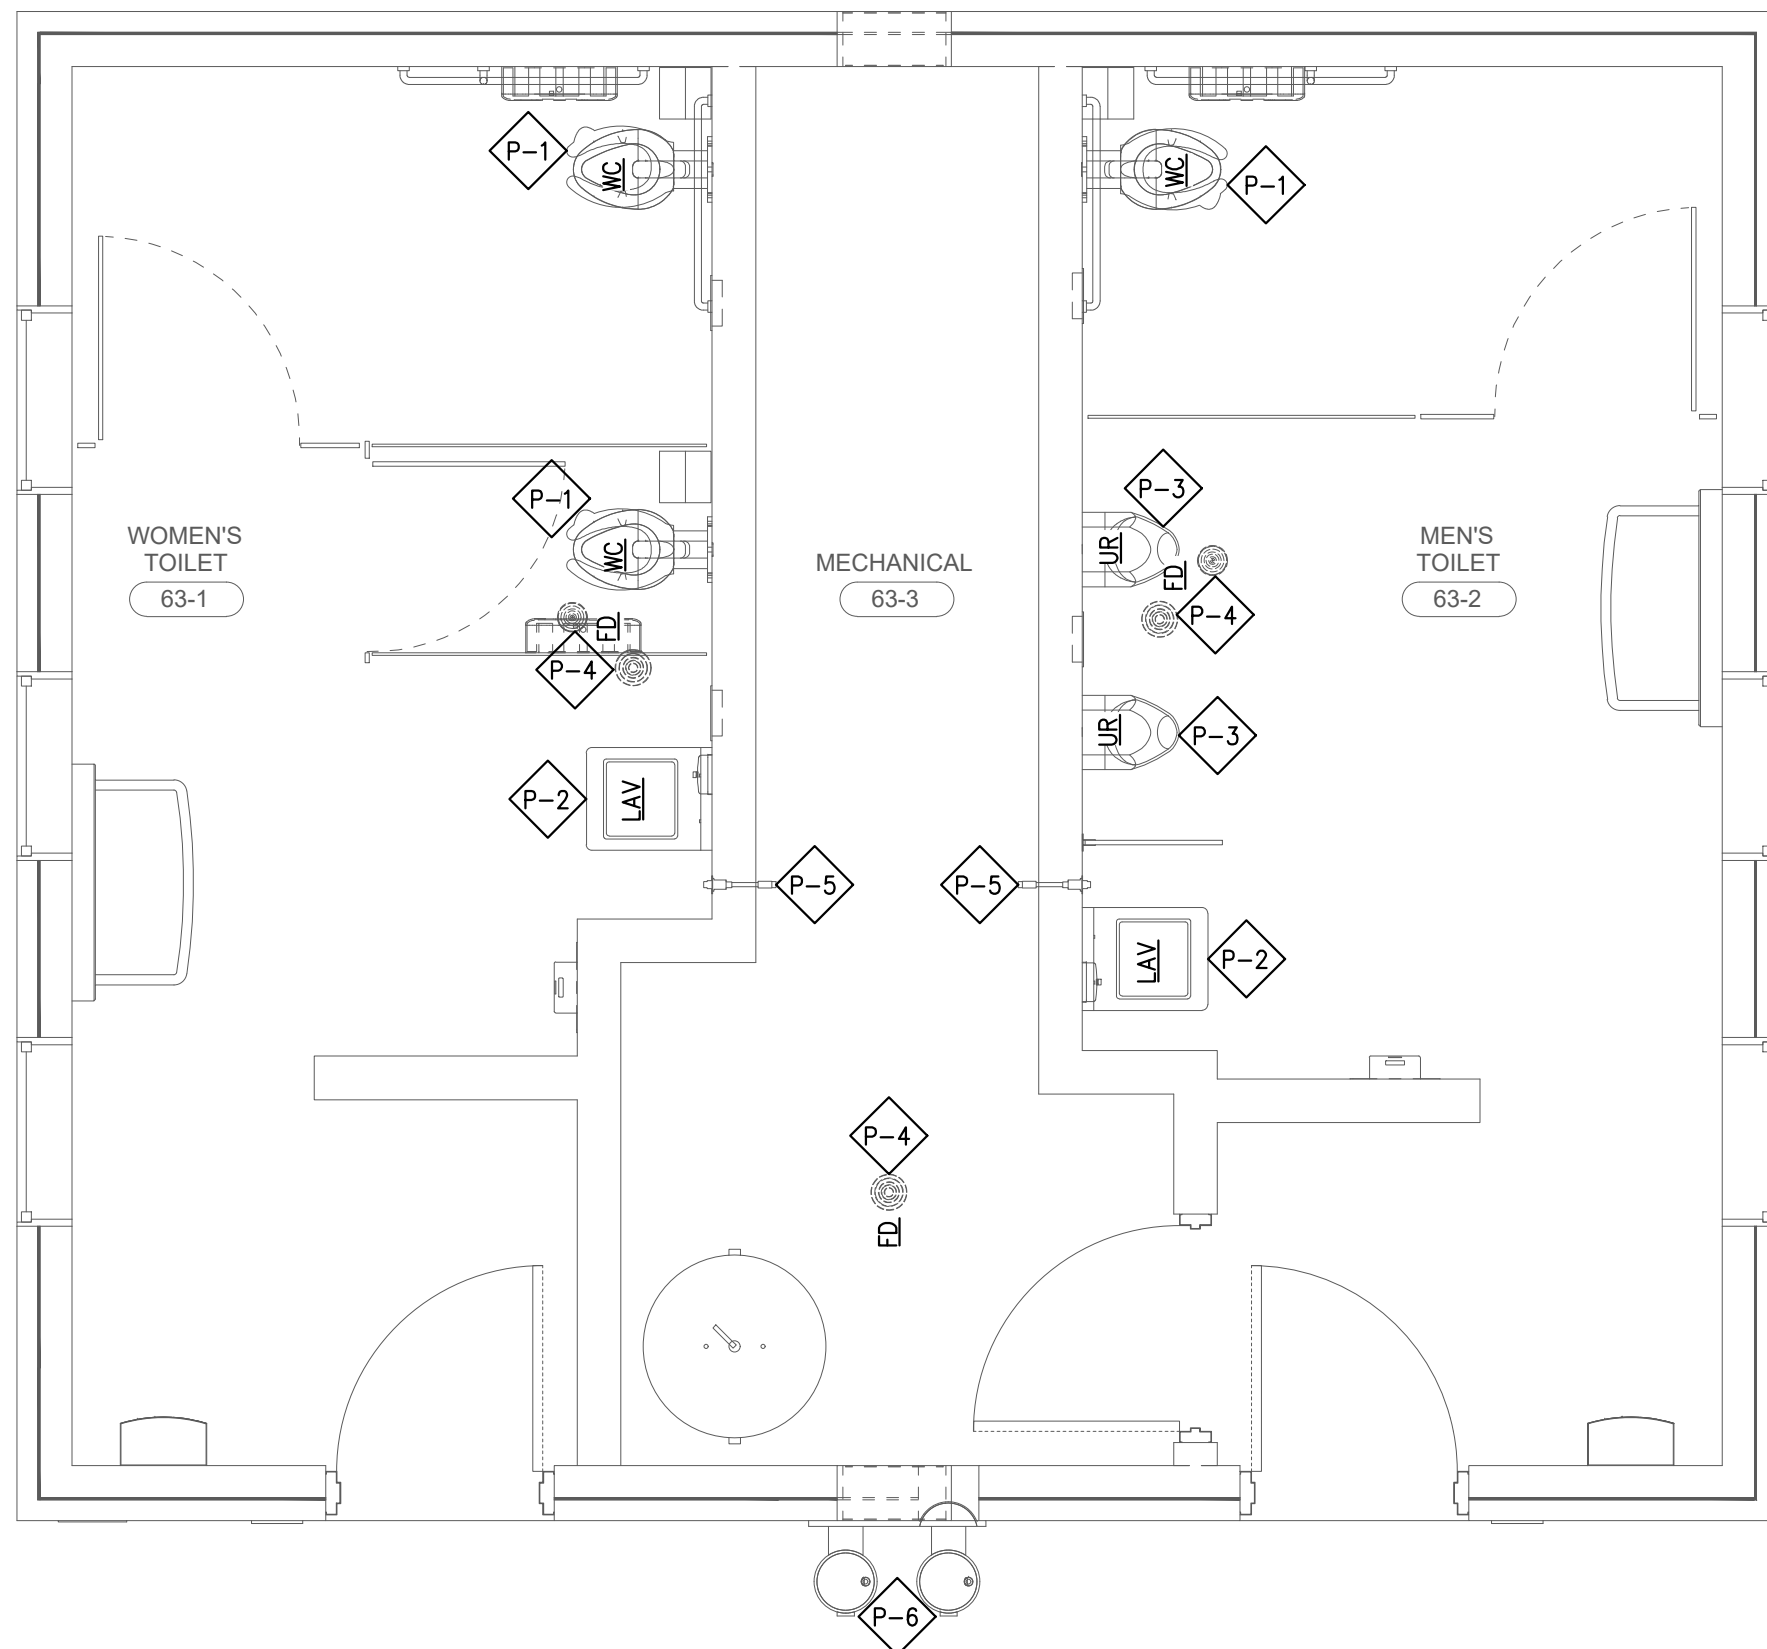 P-1
WC
WC
P-1
P-1
WC
P-3
UR
FD
P-4
WOMEN'S
TOILET
63-1
MECHANICAL
63-3
MEN'S
TOILET
63-2
FD
P-4
UR
P-3
P-2
LAV
P-5
P-5
LAV
P-2
P-4
FD
P-6